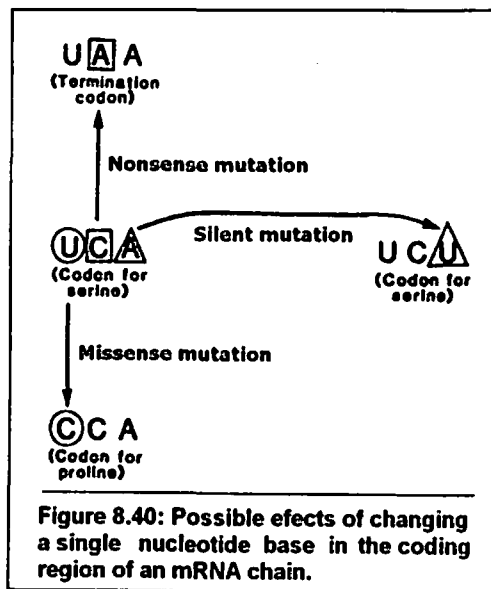 U A A
(Termination
codon)
Nonsense mutation
U C A
Silent mutation
(Codon for
serine)
U C U
(Codon for
serine)
Missense mutation
C C A
(Codon for
proline)
Figure 8.40: Possible efects of changing
a single nucleotide base in the coding
region of an mRNA chain.